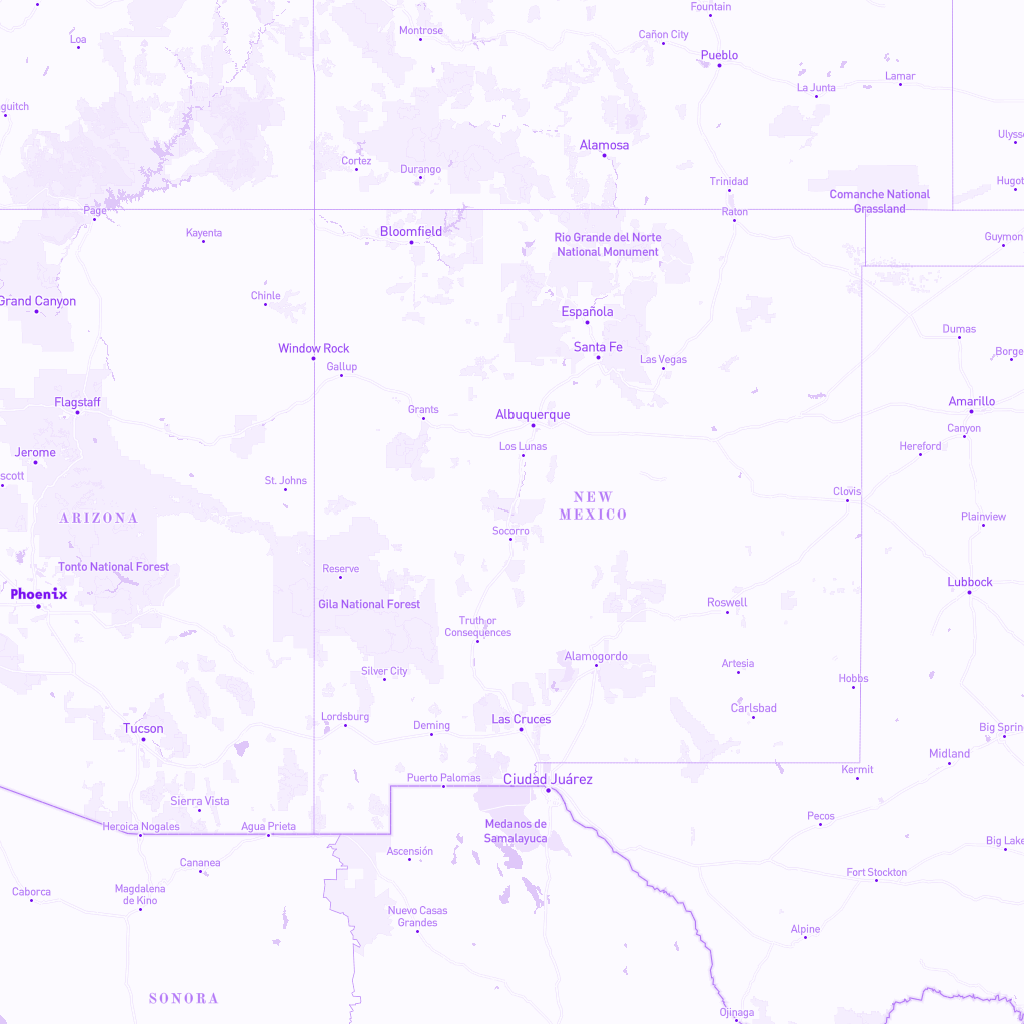 Fountain
Montrose
Cañon City
Loa
Pueblo
Lamar
La Junta
guitch
Ulysse
Alamosa
Cortez
Durango
Trinidad
Hugot
Comanche National
Grassland
Page
Raton
Kayenta
Bloomfield
Rio Grande del Norte
National Monument
Guymon
Chinle
Grand Canyon
Española
Dumas
Window Rock
Santa Fe
Las Vegas
Borge
Gallup
Flagstaff
Grants
Albuquerque
Amarillo
Canyon
Los Lunas
Hereford
Jerome
scott
St. Johns
Clovis
NEW
MEXICO
ARIZONA
Plainview
Socorro
Tonto National Forest
Reserve
Lubbock
Phoenix
Gila National Forest
Roswell
Truth or
Consequences
Alamogordo
Artesia
Silver City
Hobbs
Carlsbad
Lordsburg
Deming
Las Cruces
Tucson
Big Spring
Midland
Kermit
Puerto Palomas
Ciudad Juárez
Sierra Vista
Pecos
Heroica Nogales
Agua Prieta
Medanos de
Samalayuca
Big Lake
Ascensión
Cananea
Fort Stockton
Caborca
Magdalena
de Kino
Nuevo Casas
Grandes
Alpine
SONORA
Ojinaga